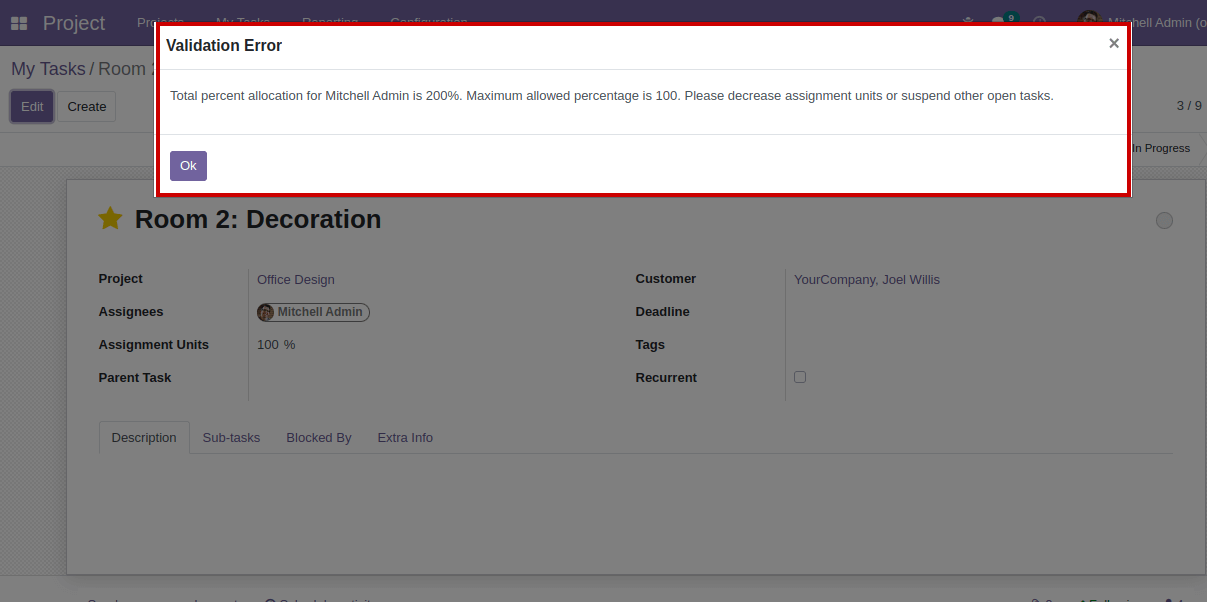 Project Projects My Tasks Reporting Configuration 9 Mitchell Admin (o
Validation Error ×
My Tasks / Room 2
Total percent allocation for Mitchell Admin is 200%. Maximum allowed percentage is 100. Please decrease assignment units or suspend other open tasks.
Edit Create 3 / 9
In Progress
Ok
Room 2: Decoration
Project Office Design Customer YourCompany, Joel Willis
Assignees Mitchell Admin Deadline
Assignment Units 100 % Tags
Parent Task Recurrent
Description Sub-tasks Blocked By Extra Info